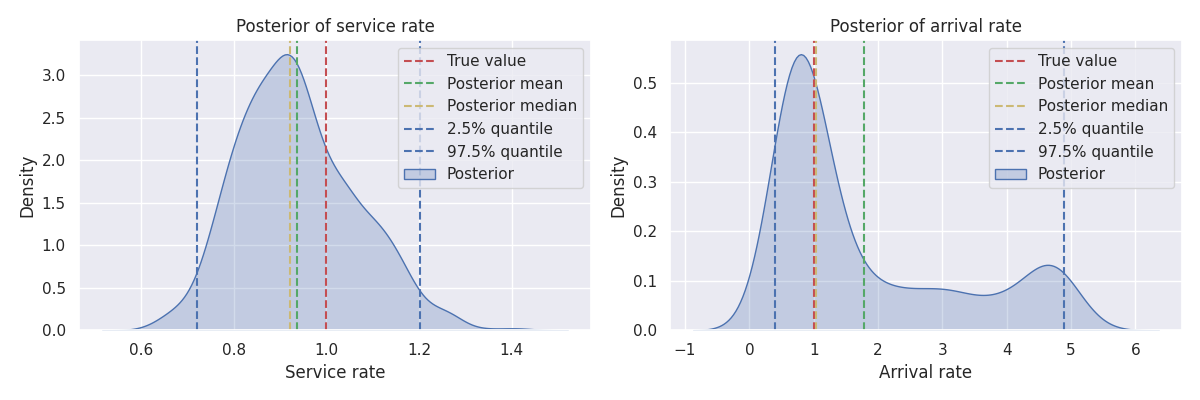 Posterior of service rate
Density
3.0
2.5
2.0
1.5
1.0
0.5
0.0
0.6
0.8
1.0
1.2
1.4
Service rate
True value
Posterior mean
Posterior median
2.5% quantile
97.5% quantile
Posterior
Posterior of arrival rate
Density
0.5
0.4
0.3
0.2
0.1
0.0
−1
0
1
2
3
4
5
6
Arrival rate
True value
Posterior mean
Posterior median
2.5% quantile
97.5% quantile
Posterior